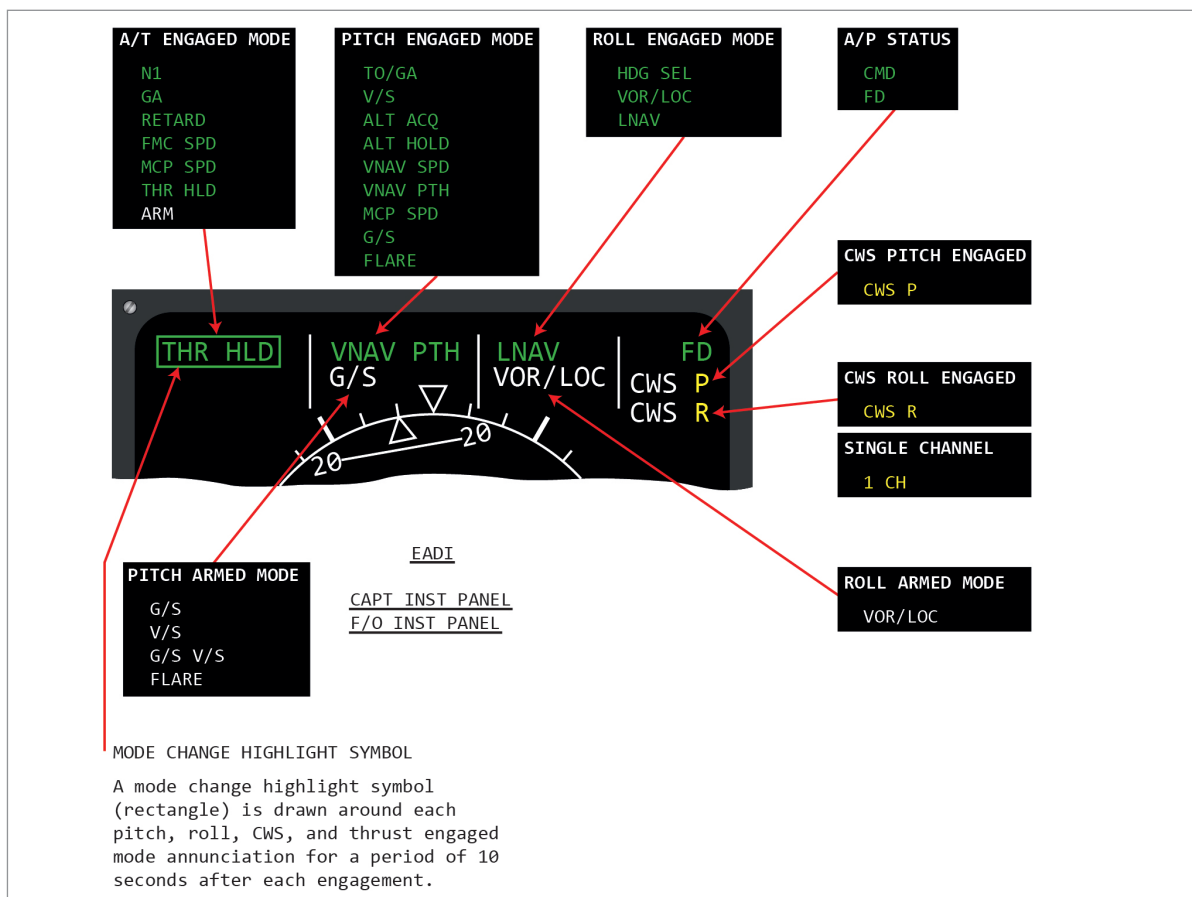 A/T ENGAGED MODE
N1
GA
RETARD
FMC SPD
MCP SPD
THR HLD
ARM
PITCH ENGAGED MODE
TO/GA
V/S
ALT ACQ
ALT HOLD
VNAV SPD
VNAV PTH
MCP SPD
G/S
FLARE
ROLL ENGAGED MODE
HDG SEL
VOR/LOC
LNAV
A/P STATUS
CMD
FD
CWS PITCH ENGAGED
CWS P
CWS ROLL ENGAGED
CWS R
SINGLE CHANNEL
1 CH
THR HLD
VNAV PTH
G/S
LNAV
VOR/LOC
FD
CWS P
CWS R
20
20
PITCH ARMED MODE
G/S
V/S
G/S V/S
FLARE
EADI
CAPT INST PANEL
F/O INST PANEL
ROLL ARMED MODE
VOR/LOC
MODE CHANGE HIGHLIGHT SYMBOL
A mode change highlight symbol
(rectangle) is drawn around each
pitch, roll, CWS, and thrust engaged
mode annunciation for a period of 10
seconds after each engagement.